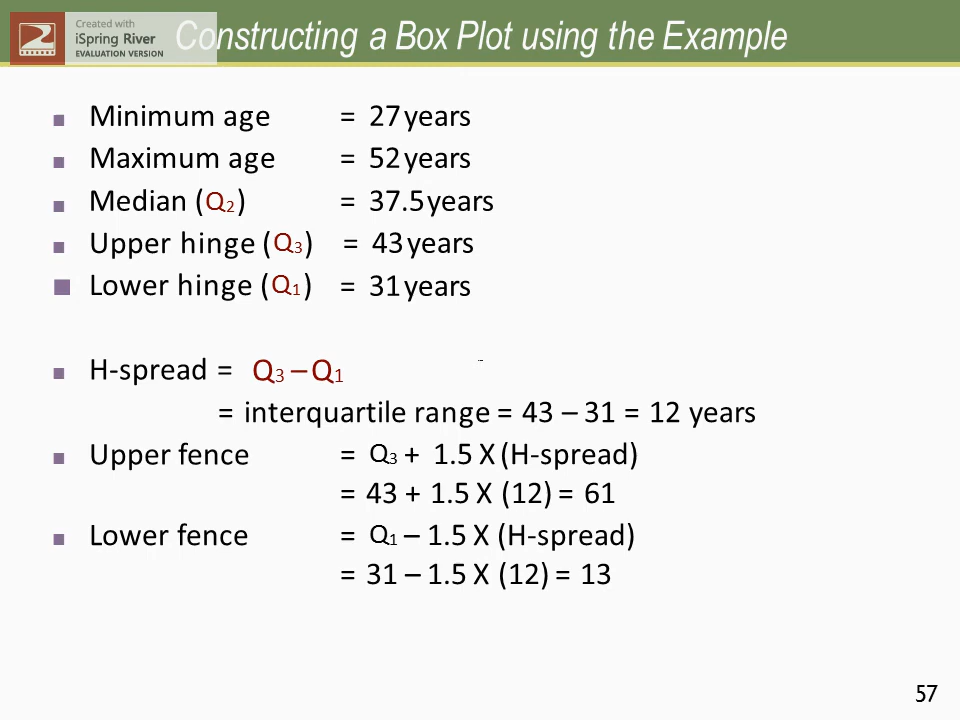 Created with
iSpring River
EVALUATION VERSION
Constructing a Box Plot using the Example
■ Minimum age = 27 years
■ Maximum age = 52 years
■ Median (Q2) = 37.5 years
■ Upper hinge (Q3) = 43 years
■ Lower hinge (Q1) = 31 years
■ H-spread = Q3 – Q1
= interquartile range = 43 – 31 = 12 years
■ Upper fence = Q3 + 1.5 X (H-spread)
= 43 + 1.5 X (12) = 61
■ Lower fence = Q1 – 1.5 X (H-spread)
= 31 – 1.5 X (12) = 13
57